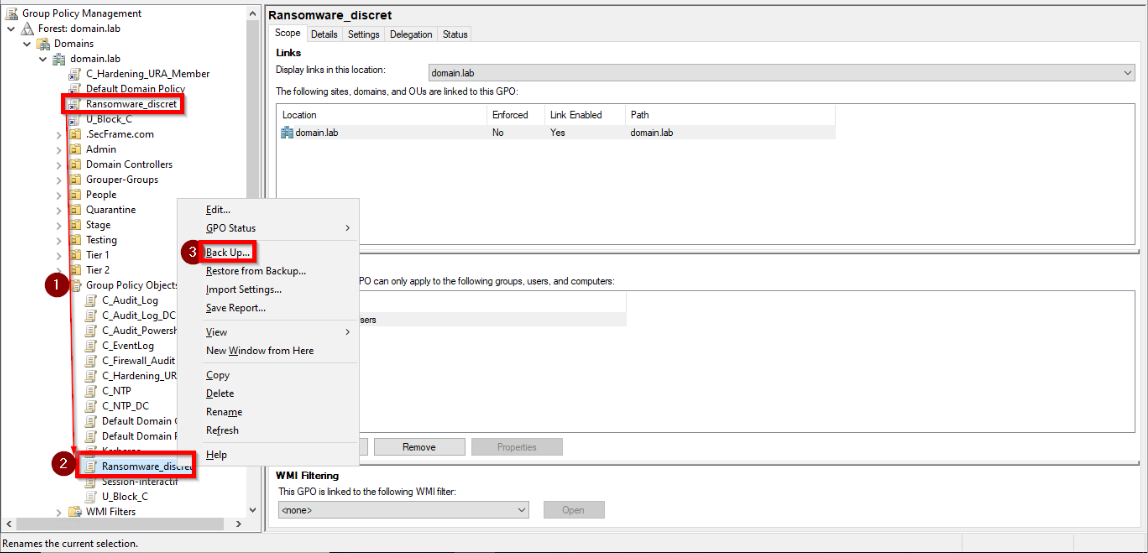 Group Policy Management
Forest: domain.lab
Domains
domain.lab
C_Hardening_URA_Member
Default Domain Policy
Ransomware_discret
U_Block_C
.SecFrame.com
Admin
Domain Controllers
Grouper-Groups
People
Quarantine
Stage
Testing
Tier 1
Tier 2
1
Group Policy Objects
C_Audit_Log
C_Audit_Log_DC
C_Audit_Powersh
C_EventLog
C_Firewall_Audit
C_Hardening_UR
C_NTP
C_NTP_DC
Default Domain C
Default Domain P
Kerberos
2
Ransomware_discret
Session-interactif
U_Block_C
WMI Filters
Edit...
GPO Status
3
Back Up...
Restore from Backup...
Import Settings...
Save Report...
View
New Window from Here
Copy
Delete
Rename
Refresh
Help
Ransomware_discret
Scope Details Settings Delegation Status
Links
Display links in this location: domain.lab
The following sites, domains, and OUs are linked to this GPO:
Location Enforced Link Enabled Path
domain.lab No Yes domain.lab
PO can only apply to the following groups, users, and computers:
sers
Remove Properties
WMI Filtering
This GPO is linked to the following WMI filter:
<none> Open
Renames the current selection.